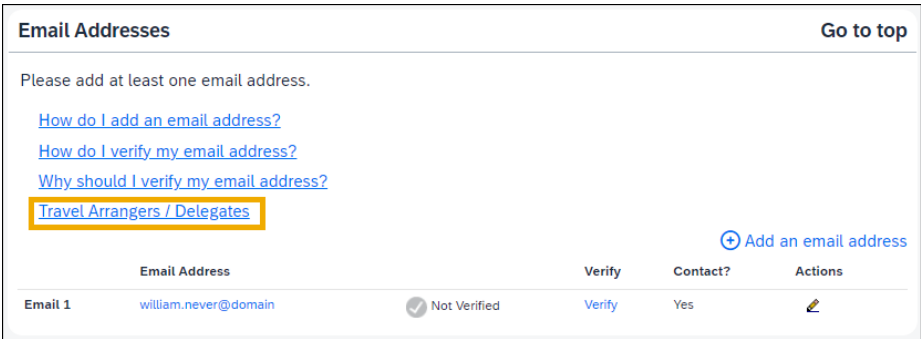 Email Addresses Go to top
Please add at least one email address.
How do I add an email address?
How do I verify my email address?
Why should I verify my email address?
Travel Arrangers / Delegates
Add an email address
Email Address Verify Contact? Actions
Email 1 william.never@domain Not Verified Verify Yes